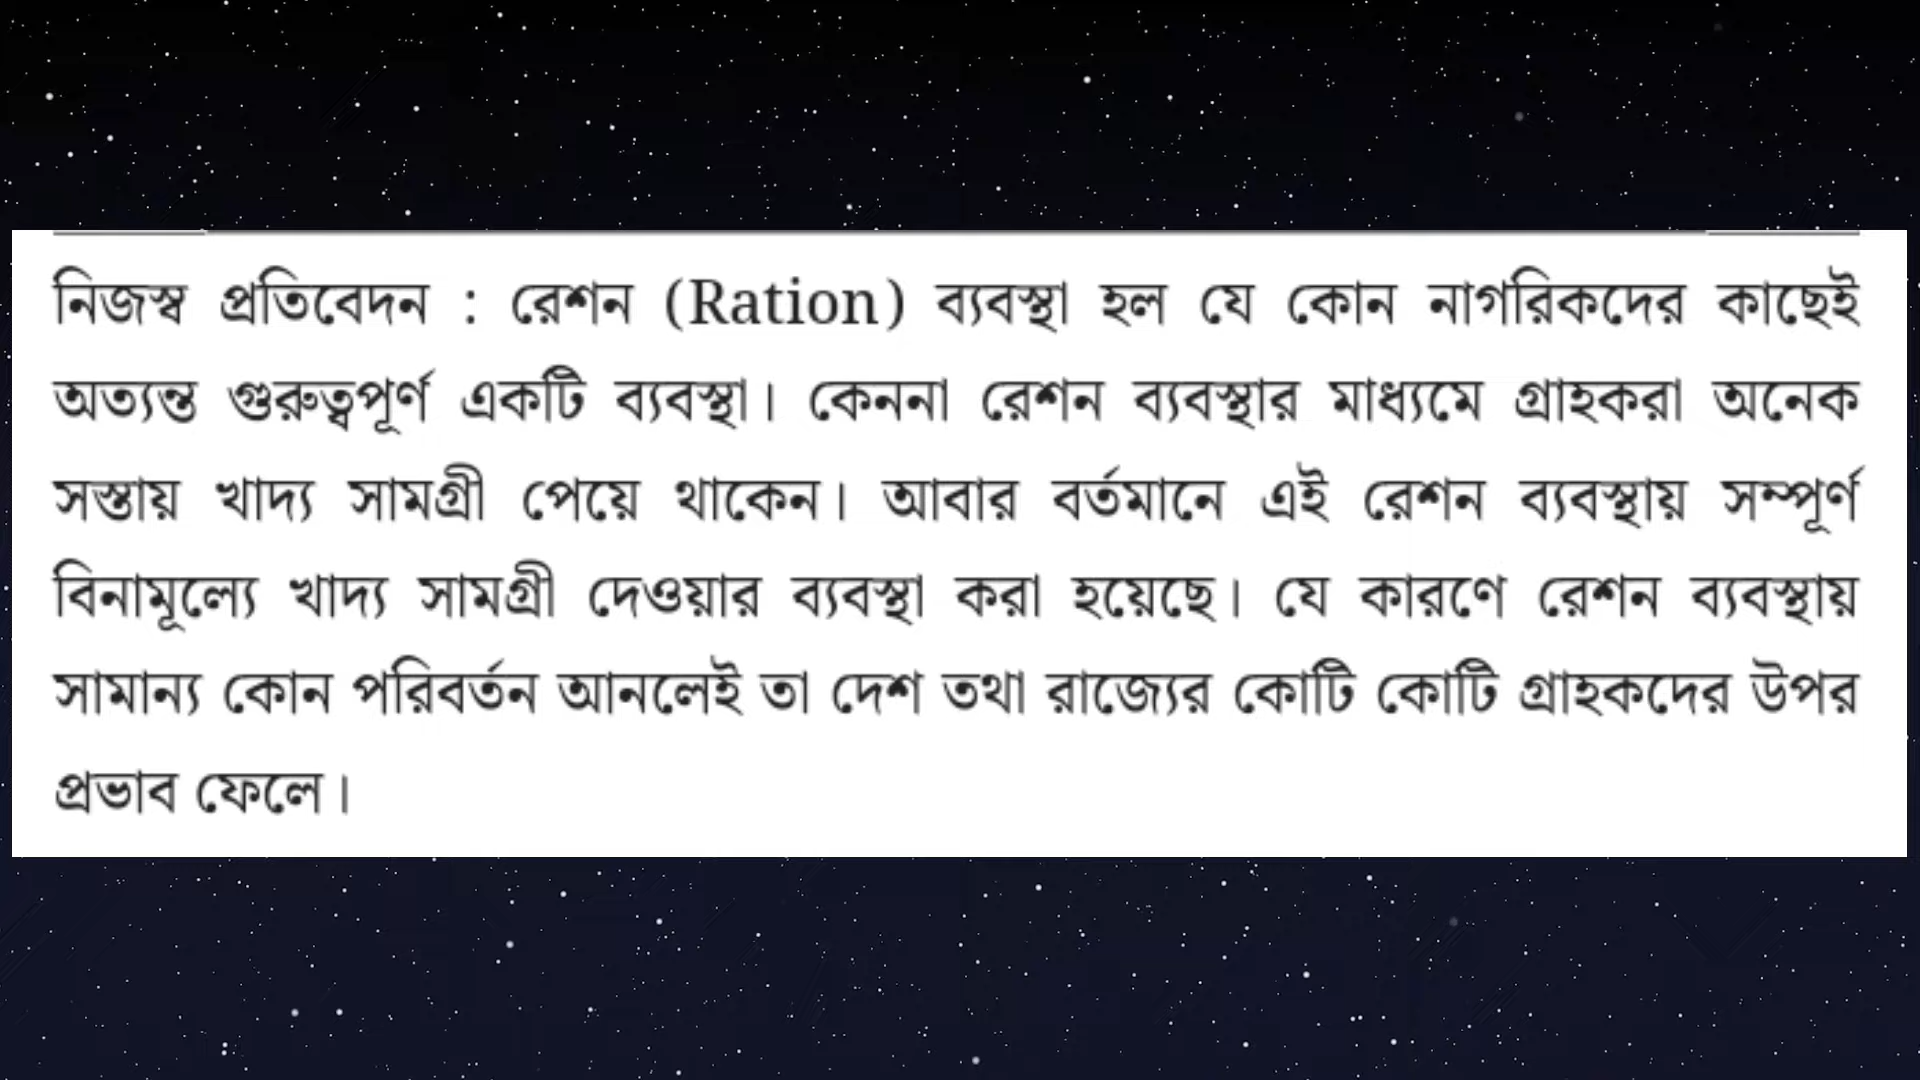 নিজস্ব প্রতিবেদন : রেশন (Ration) ব্যবস্থা হল যে কোন নাগরিকদের কাছেই
অত্যন্ত গুরুত্বপূর্ণ একটি ব্যবস্থা। কেননা রেশন ব্যবস্থার মাধ্যমে গ্রাহকরা অনেক
সস্তায় খাদ্য সামগ্রী পেয়ে থাকেন। আবার বর্তমানে এই রেশন ব্যবস্থায় সম্পূর্ণ
বিনামূল্যে খাদ্য সামগ্রী দেওয়ার ব্যবস্থা করা হয়েছে। যে কারণে রেশন ব্যবস্থায়
সামান্য কোন পরিবর্তন আনলেই তা দেশ তথা রাজ্যের কোটি কোটি গ্রাহকদের উপর
প্রভাব ফেলে।